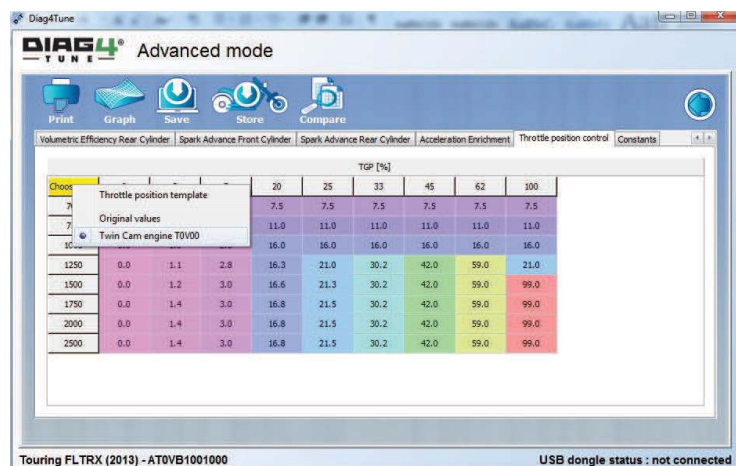 Diag4Tune
DIAG4® TUNE Advanced mode
Print Graph Save Store Compare
Volumetric Efficiency Rear Cylinder Spark Advance Front Cylinder Spark Advance Rear Cylinder Acceleration Enrichment Throttle position control Constants
TGP [%]
Choos 20 25 33 45 62 100
Throttle position template
7.5 7.5 7.5 7.5 7.5 7.5
Original values
11.0 11.0 11.0 11.0 11.0 11.0
Twin Cam engine T0V00
16.0 16.0 16.0 16.0 16.0 16.0
1250 0.0 1.1 2.8 16.3 21.0 30.2 42.0 59.0 21.0
1500 0.0 1.2 3.0 16.6 21.3 30.2 42.0 59.0 99.0
1750 0.0 1.4 3.0 16.8 21.5 30.2 42.0 59.0 99.0
2000 0.0 1.4 3.0 16.8 21.5 30.2 42.0 59.0 99.0
2500 0.0 1.4 3.0 16.8 21.5 30.2 42.0 59.0 99.0
Touring FLTRX (2013) - AT0VB1001000 USB dongle status : not connected